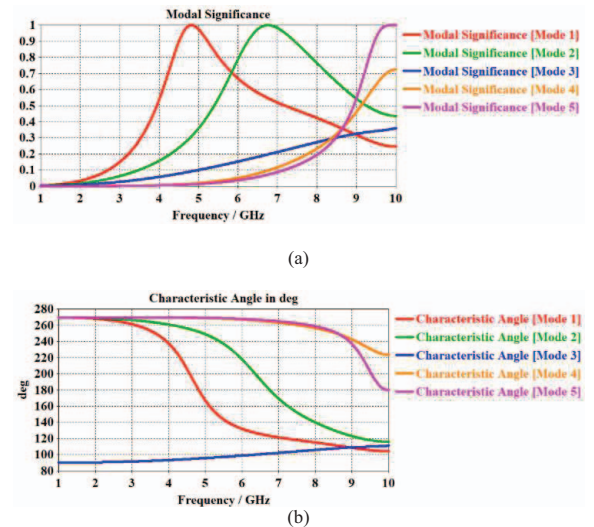 Modal Significance
1
0.9
0.8
0.7
0.6
0.5
0.4
0.3
0.2
0.1
0
1 2 3 4 5 6 7 8 9 10
Frequency / GHz
Modal Significance [Mode 1]
Modal Significance [Mode 2]
Modal Significance [Mode 3]
Modal Significance [Mode 4]
Modal Significance [Mode 5]
(a)
Characteristic Angle in deg
280
260
240
220
200
180
160
140
120
100
80
deg
1 2 3 4 5 6 7 8 9 10
Frequency / GHz
Characteristic Angle [Mode 1]
Characteristic Angle [Mode 2]
Characteristic Angle [Mode 3]
Characteristic Angle [Mode 4]
Characteristic Angle [Mode 5]
(b)